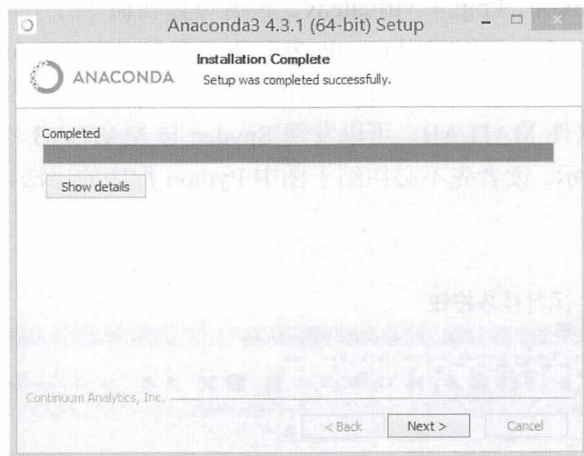 Anaconda3 4.3.1 (64-bit) Setup
ANACONDA
Installation Complete
Setup was completed successfully.
Completed
Show details
Continuum Analytics, Inc.
< Back
Next >
Cancel